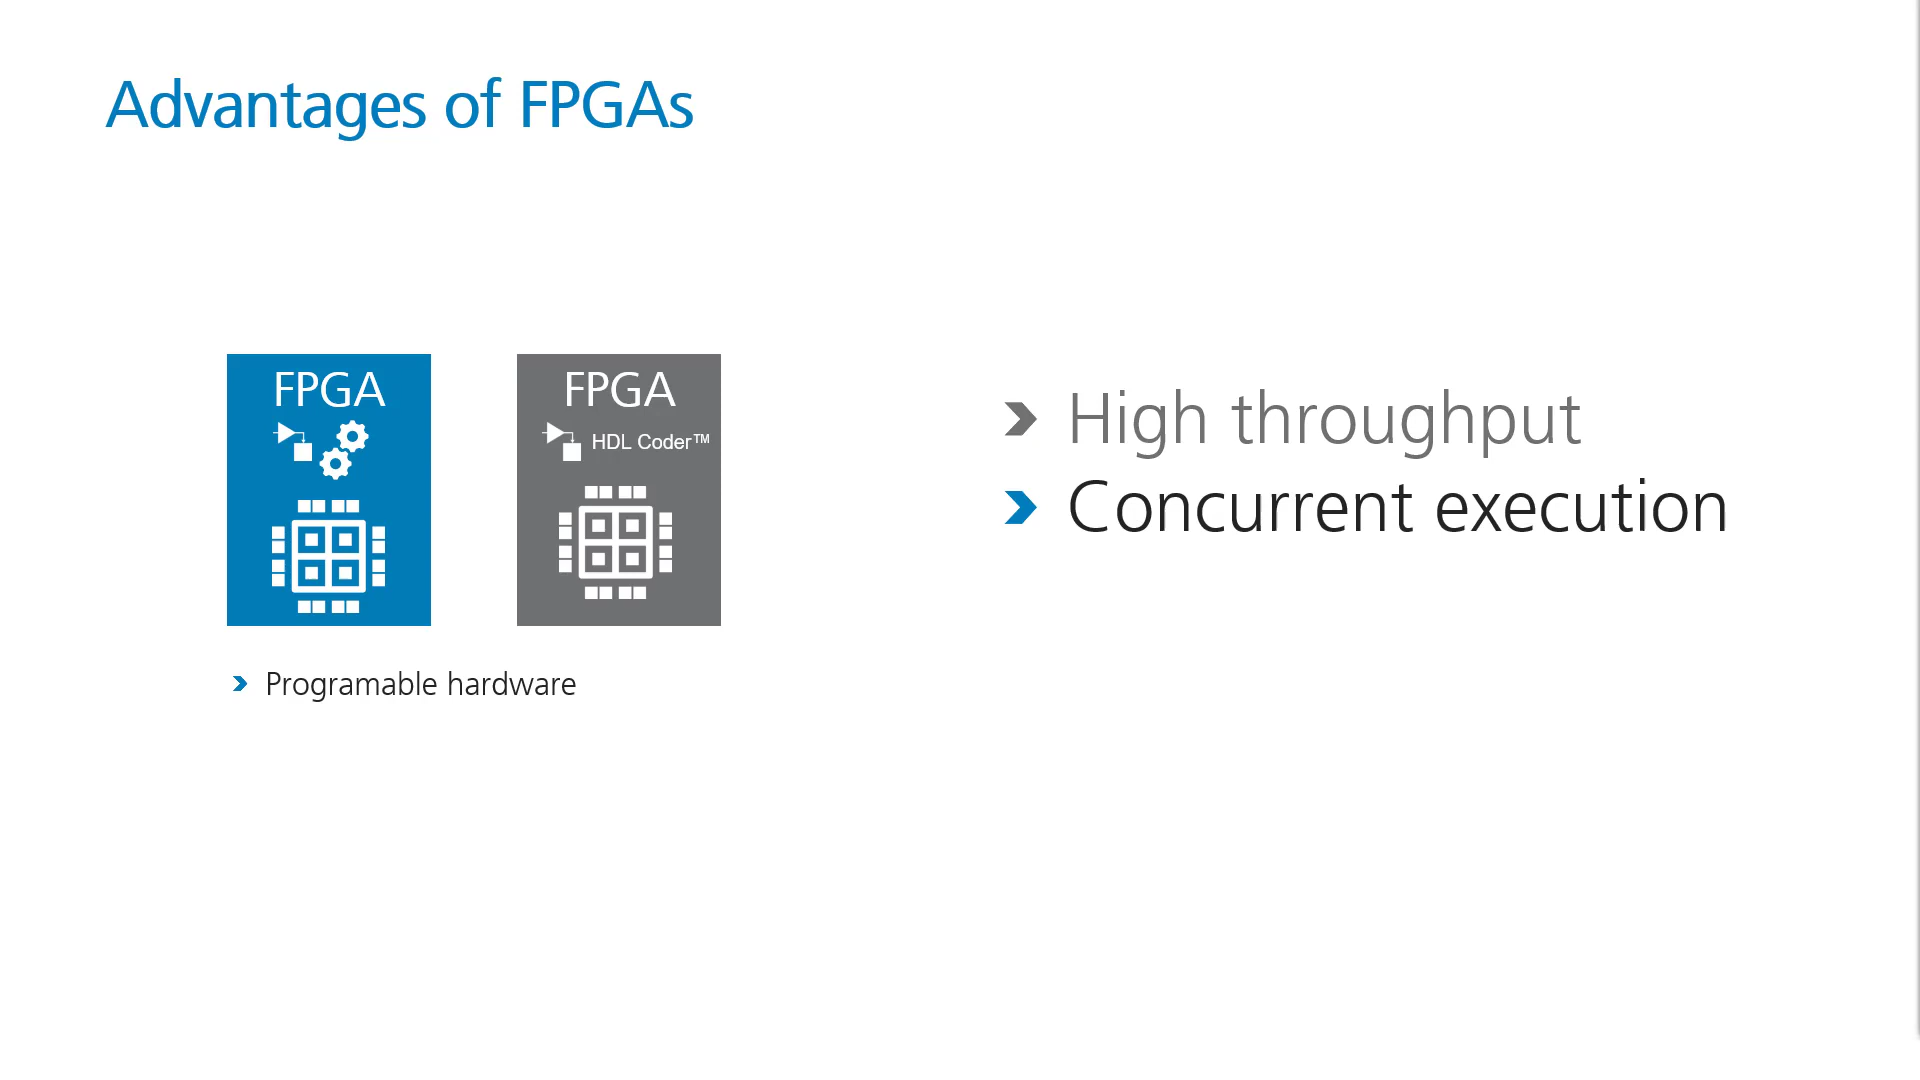 Advantages of FPGAs
FPGA
HDL Coder™
FPGA
Programable hardware
High throughput
Concurrent execution